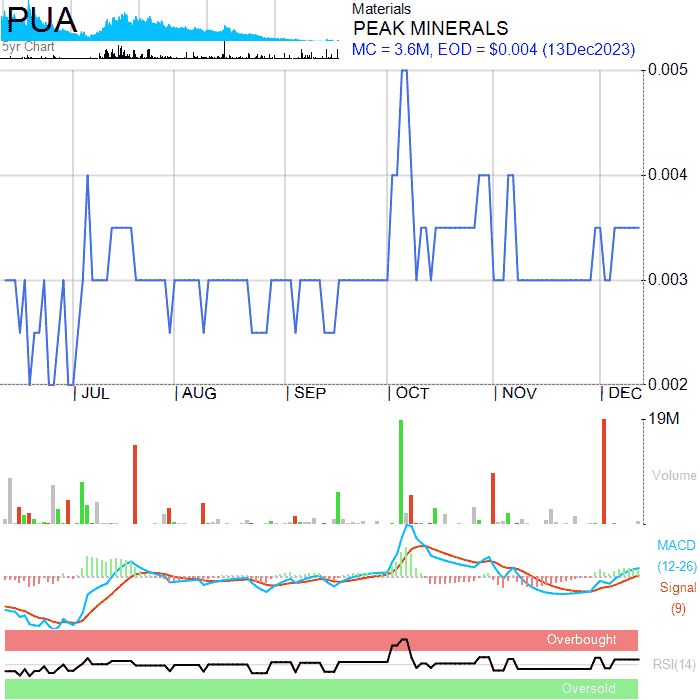 PUA
5yr Chart
Materials
PEAK MINERALS
MC = 3.6M, EOD = $0.004 (13Dec2023)
0.005
0.004
0.003
0.002
JUL AUG SEP OCT NOV DEC
19M
Volume
MACD
(12-26)
Signal
(9)
Overbought
RSI(14)
Oversold